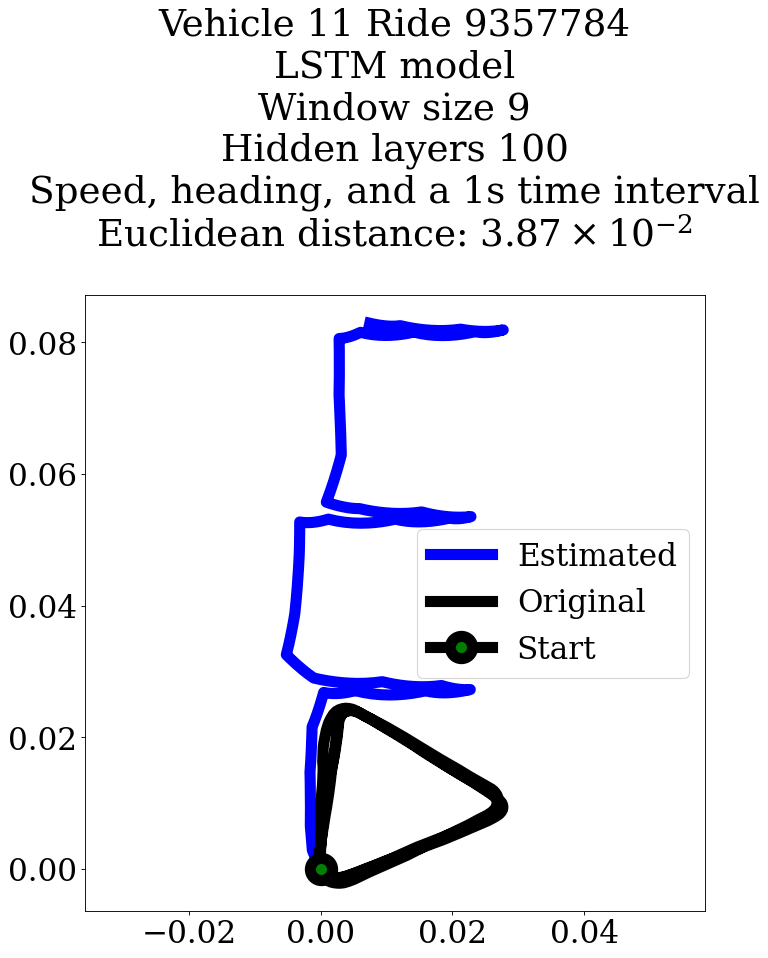 Vehicle 11 Ride 9357784
LSTM model
Window size 9
Hidden layers 100
Speed, heading, and a 1s time interval
Euclidean distance: 3.87 × 10⁻²
0.08
0.06
0.04
0.02
0.00
Estimated
Original
Start
−0.02 0.00 0.02 0.04